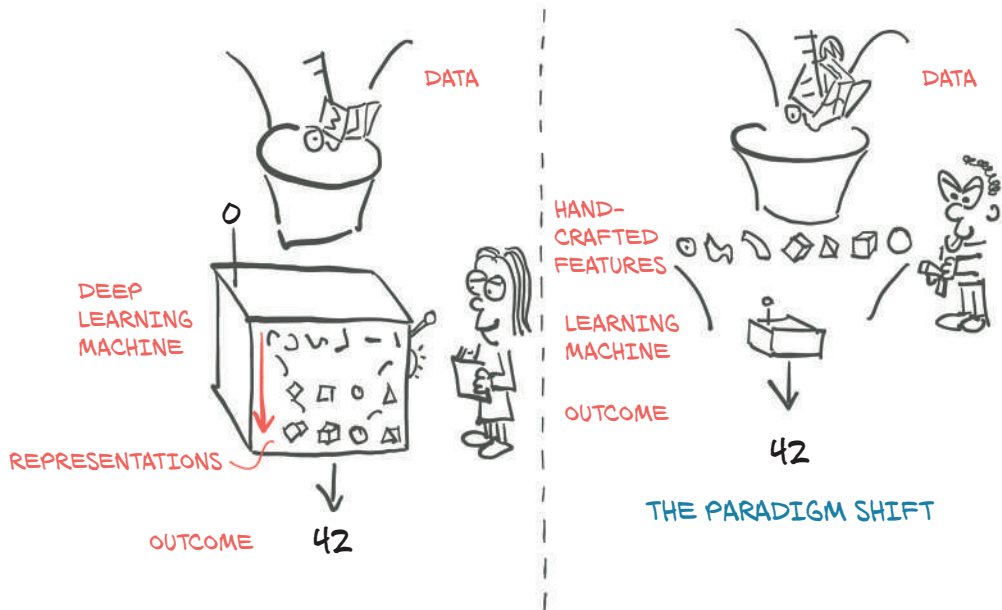 DATA
DEEP
LEARNING
MACHINE
REPRESENTATIONS
OUTCOME
42
DATA
HAND-
CRAFTED
FEATURES
LEARNING
MACHINE
OUTCOME
42
THE PARADIGM SHIFT